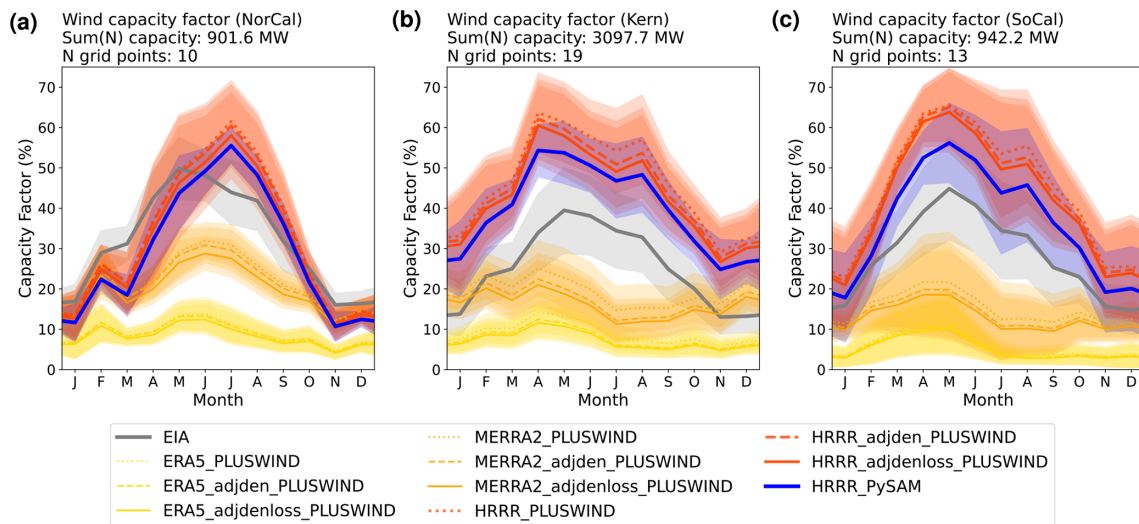 (a)
Wind capacity factor (NorCal)
Sum(N) capacity: 901.6 MW
N grid points: 10
Capacity Factor (%)
70
60
50
40
30
20
10
0
J F M A M J J A S O N D
Month
(b)
Wind capacity factor (Kern)
Sum(N) capacity: 3097.7 MW
N grid points: 19
Capacity Factor (%)
70
60
50
40
30
20
10
0
J F M A M J J A S O N D
Month
(c)
Wind capacity factor (SoCal)
Sum(N) capacity: 942.2 MW
N grid points: 13
Capacity Factor (%)
70
60
50
40
30
20
10
0
J F M A M J J A S O N D
Month
EIA
ERA5_PLUSWIND
ERA5_adjden_PLUSWIND
ERA5_adjdenloss_PLUSWIND
MERRA2_PLUSWIND
MERRA2_adjden_PLUSWIND
MERRA2_adjdenloss_PLUSWIND
HRRR_PLUSWIND
HRRR_adjden_PLUSWIND
HRRR_adjdenloss_PLUSWIND
HRRR_PySAM